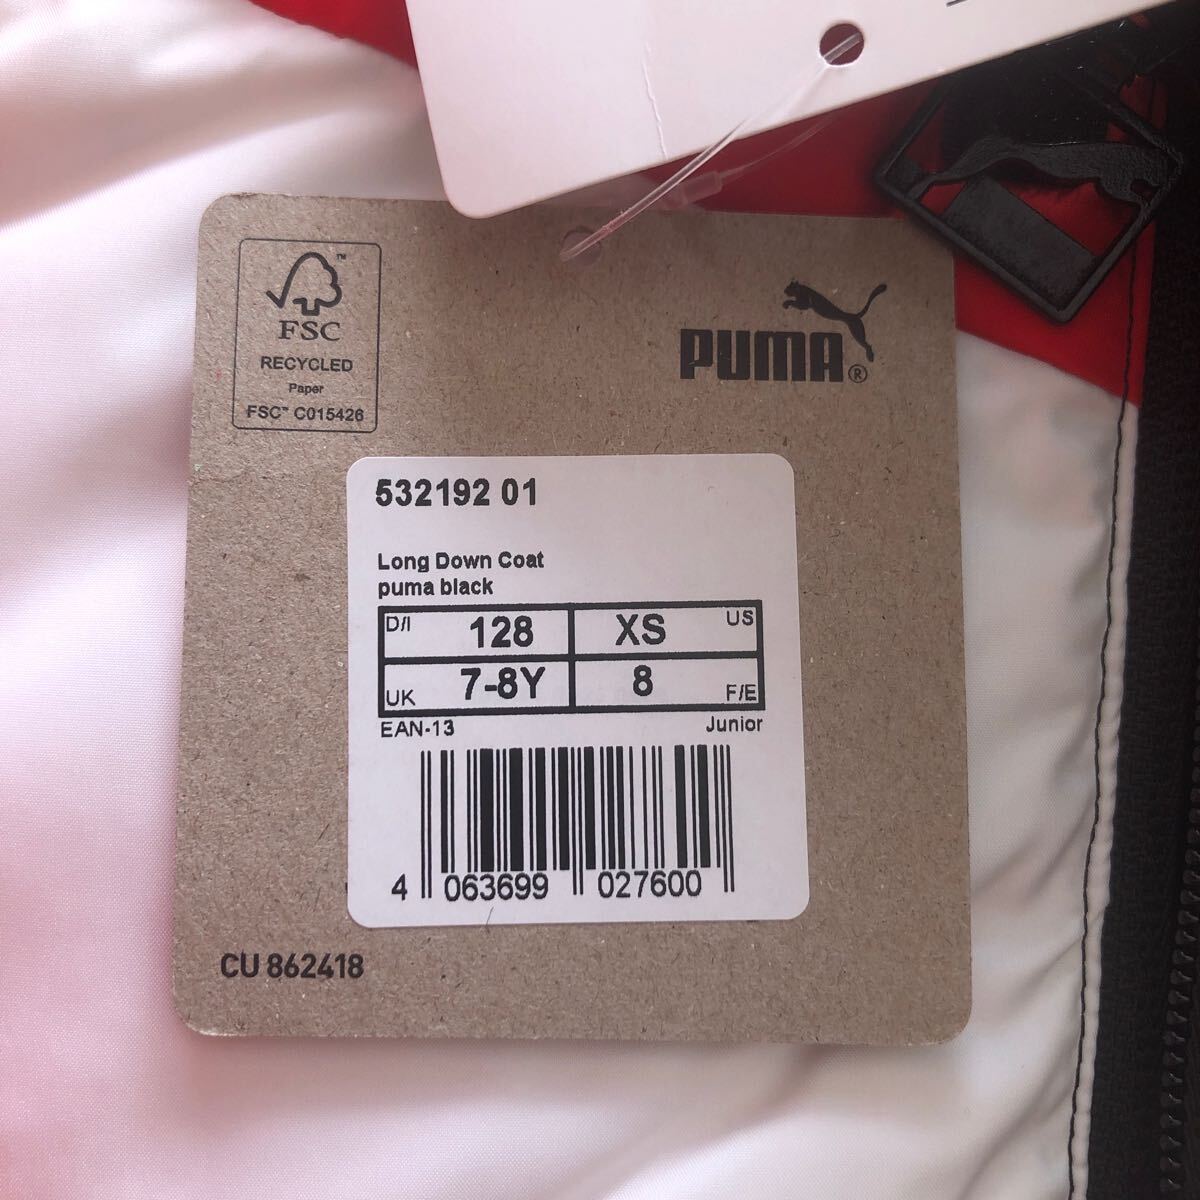 ™
FSC
RECYCLED
Paper
FSC™ C015426
PUMA®
532192 01
Long Down Coat
puma black
D/I 128 XS US
UK 7-8Y 8 F/E
EAN-13 Junior
4 063699 027600
CU 862418